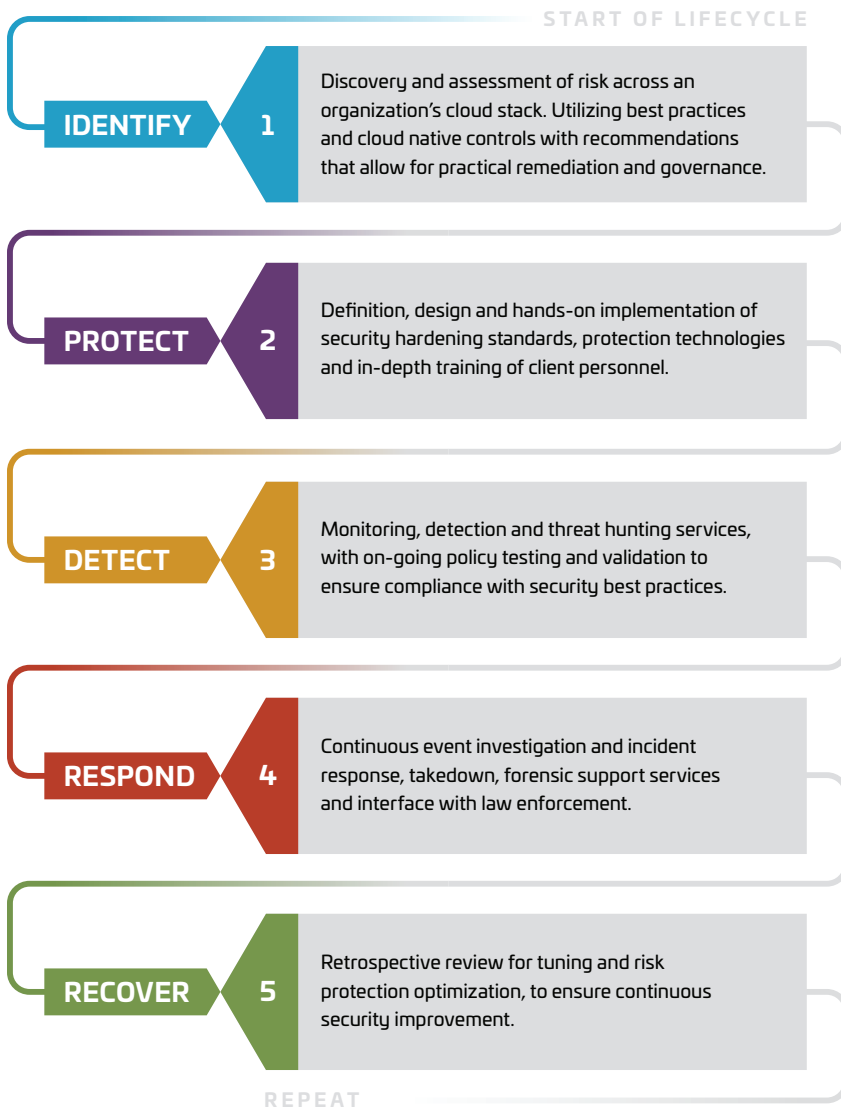 START OF LIFECYCLE
IDENTIFY
1
Discovery and assessment of risk across an
organization’s cloud stack. Utilizing best practices
and cloud native controls with recommendations
that allow for practical remediation and governance.
PROTECT
2
Definition, design and hands-on implementation of
security hardening standards, protection technologies
and in-depth training of client personnel.
DETECT
3
Monitoring, detection and threat hunting services,
with on-going policy testing and validation to
ensure compliance with security best practices.
RESPOND
4
Continuous event investigation and incident
response, takedown, forensic support services
and interface with law enforcement.
RECOVER
5
Retrospective review for tuning and risk
protection optimization, to ensure continuous
security improvement.
REPEAT